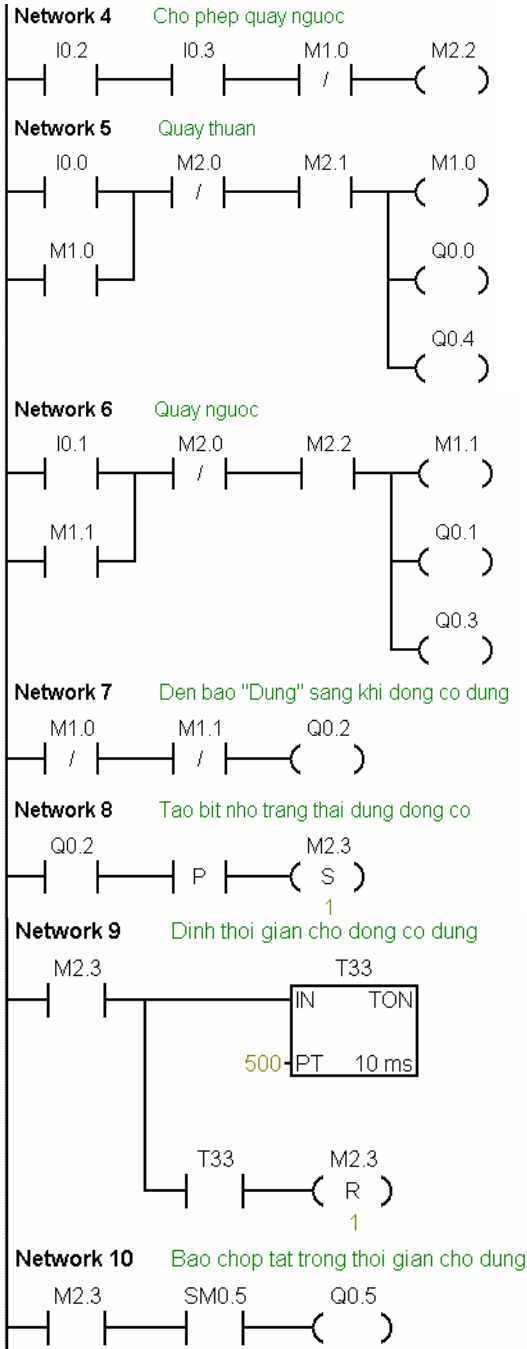 Network 4 Cho phep quay nguoc
I0.2 I0.3 M1.0 M2.2
/
Network 5 Quay thuan
I0.0 M2.0 M2.1 M1.0
/
M1.0 Q0.0
Q0.4
Network 6 Quay nguoc
I0.1 M2.0 M2.2 M1.1
/
M1.1 Q0.1
Q0.3
Network 7 Den bao "Dung" sang khi dong co dung
M1.0 M1.1 Q0.2
/ /
Network 8 Tao bit nho trang thai dung dong co
Q0.2 M2.3
P S
1
Network 9 Dinh thoi gian cho dong co dung
M2.3 T33
IN TON
500 PT 10 ms
T33 M2.3
R
1
Network 10 Bao chop tat trong thoi gian cho dung
M2.3 SM0.5 Q0.5